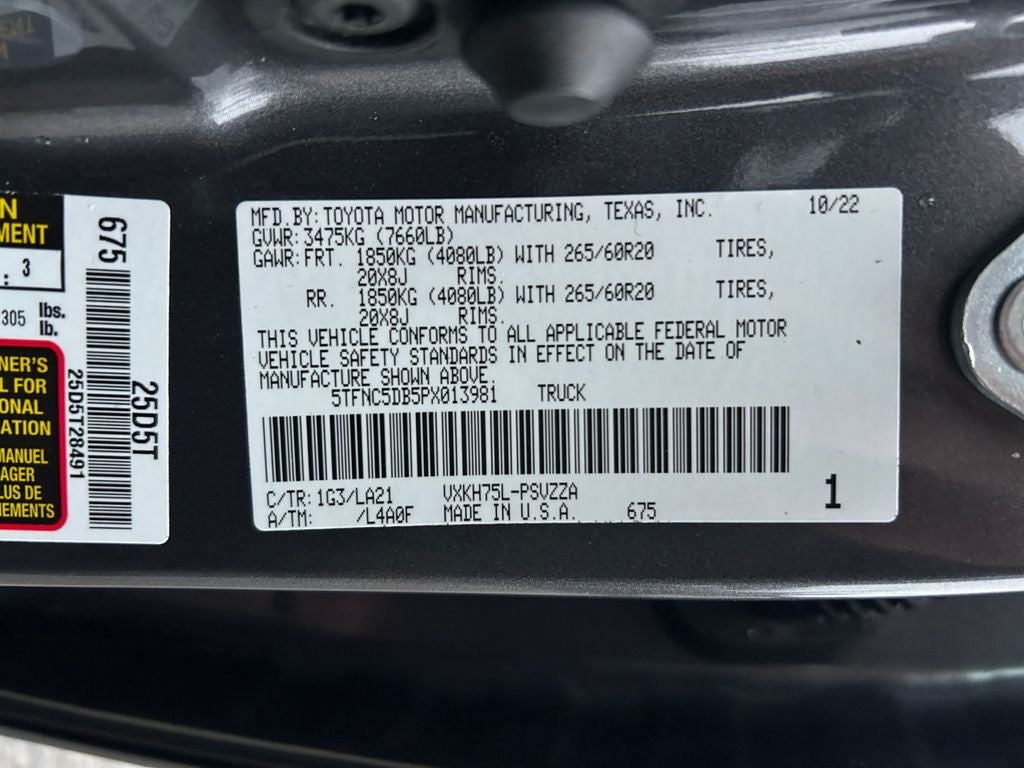 MFD.BY:TOYOTA MOTOR MANUFACTURING, TEXAS, INC. 10/22
GVWR:3475KG (7660LB)
GAWR:FRT. 1850KG (4080LB) WITH 265/60R20 TIRES,
20X8J RIMS.
RR. 1850KG (4080LB) WITH 265/60R20 TIRES,
20X8J RIMS.
THIS VEHICLE CONFORMS TO ALL APPLICABLE FEDERAL MOTOR
VEHICLE SAFETY STANDARDS IN EFFECT ON THE DATE OF
MANUFACTURE SHOWN ABOVE.
5TFNC5DB5PX013981 TRUCK
C/TR:1G3/LA21 VXKH75L-PSVZZA
A/TM: /L4A0F MADE IN U.S.A. 675
1
N
MENT
: 3
305 lbs.
lb.
NER'S
L FOR
ONAL
ATION
MANUEL
AGER
LUS DE
NEMENTS
675
25D5T
25D5T28491